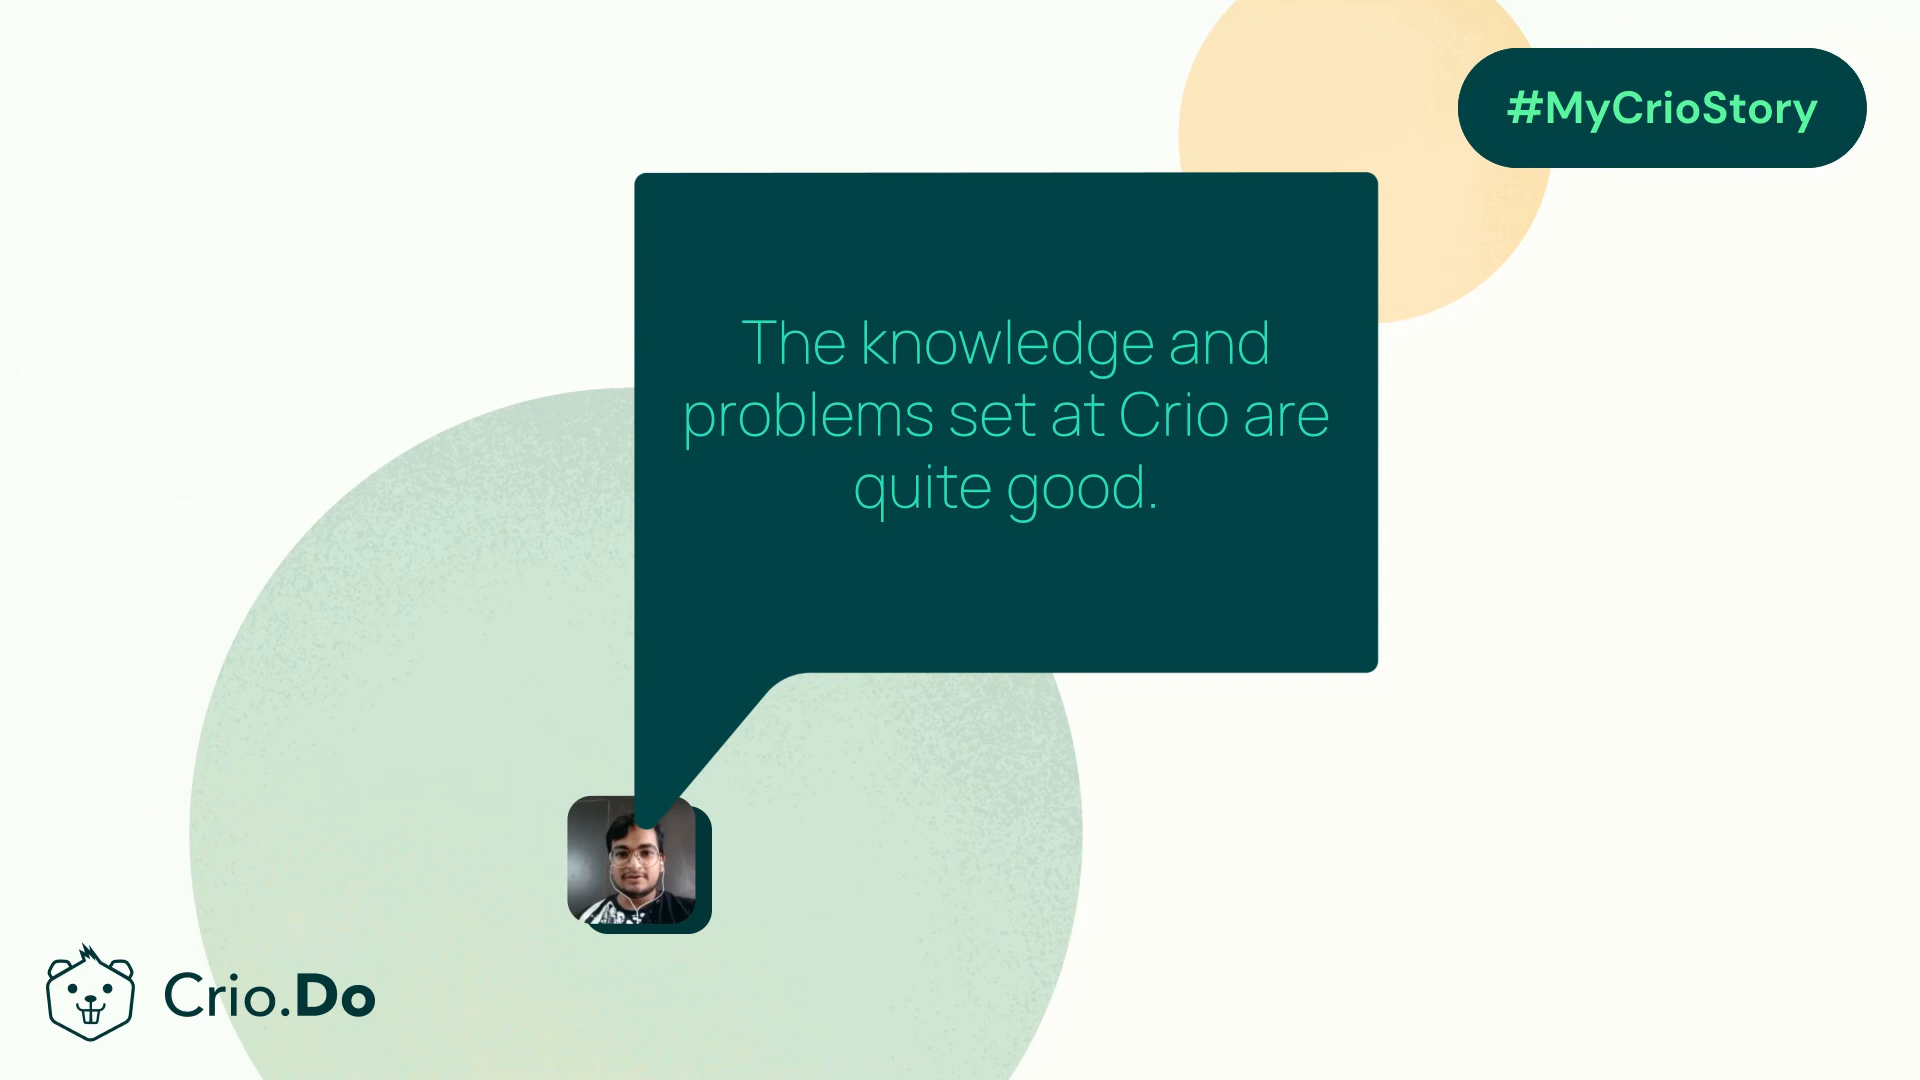 #MyCrioStory
The knowledge and
problems set at Crio are
quite good.
Crio.Do